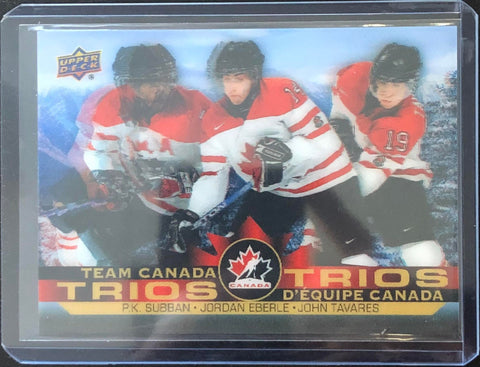 UPPER
DECK
19
TEAM CANADA
TRIOS
CANADA
TRIOS
D'ÉQUIPE CANADA
P.K. SUBBAN • JORDAN EBERLE • JOHN TAVARES